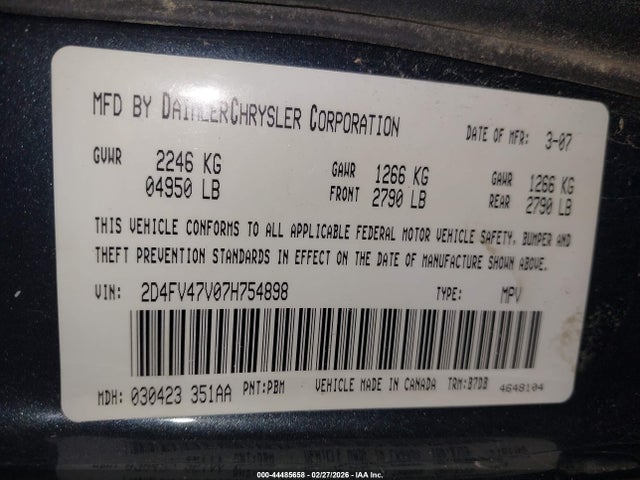 MFD BY DAIMLERCHRYSLER CORPORATION
DATE OF MFR: 3-07
GVWR 2246 KG
04950 LB
GAWR FRONT 1266 KG
2790 LB
GAWR REAR 1266 KG
2790 LB
THIS VEHICLE CONFORMS TO ALL APPLICABLE FEDERAL MOTOR VEHICLE SAFETY, BUMPER AND
THEFT PREVENTION STANDARDS IN EFFECT ON THE DATE OF MANUFACTURE SHOWN ABOVE.
VIN: 2D4FV47V07H754898 TYPE: MPV
MDH: 030423 351AA PNT:PBM VEHICLE MADE IN CANADA TRM:B7DB 4648104
000-44485658 - 02/27/2026 - IAA Inc.